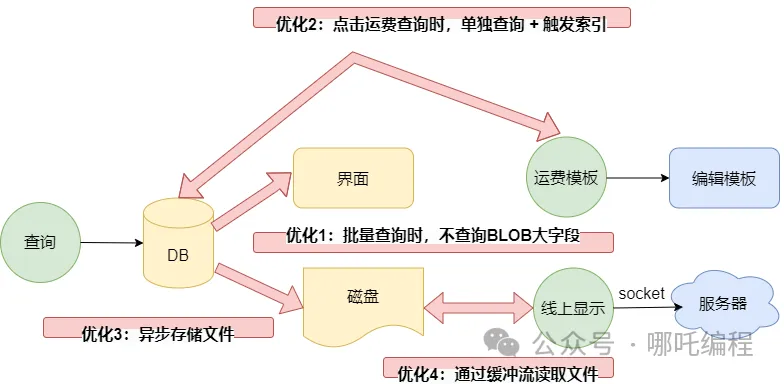 优化2：点击运费查询时，单独查询 + 触发索引
界面
运费模板
编辑模板
查询
DB
优化1：批量查询时，不查询BLOB大字段
磁盘
线上显示
socket
服务器
优化3：异步存储文件
公众号 · 哪吒编程
优化4：通过缓冲流读取文件